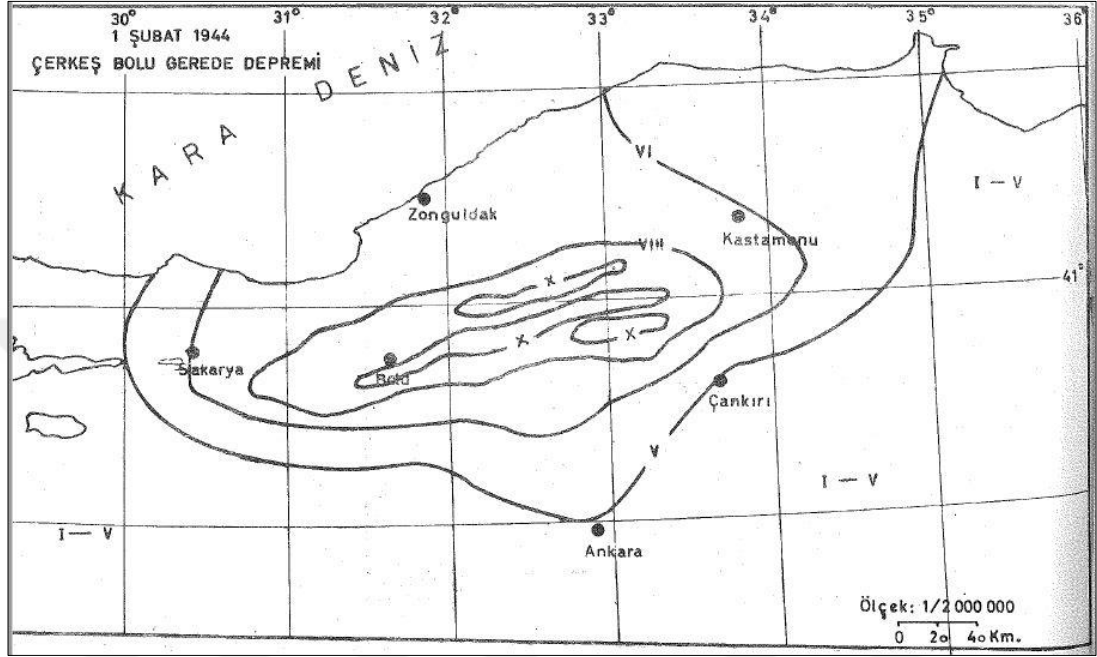 30° 31° 32° 33° 34° 35° 36°
1 ŞUBAT 1944
ÇERKEŞ BOLU GEREDE DEPREMİ
KARA DENİZ
VI
I — V
Zonguldak
Kastamonu
VIII
X
41°
X
X
Sakarya
Bolu
Çankırı
V
I — V
I — V
Ankara
Ölçek: 1/2 000 000
0 20 40 Km.